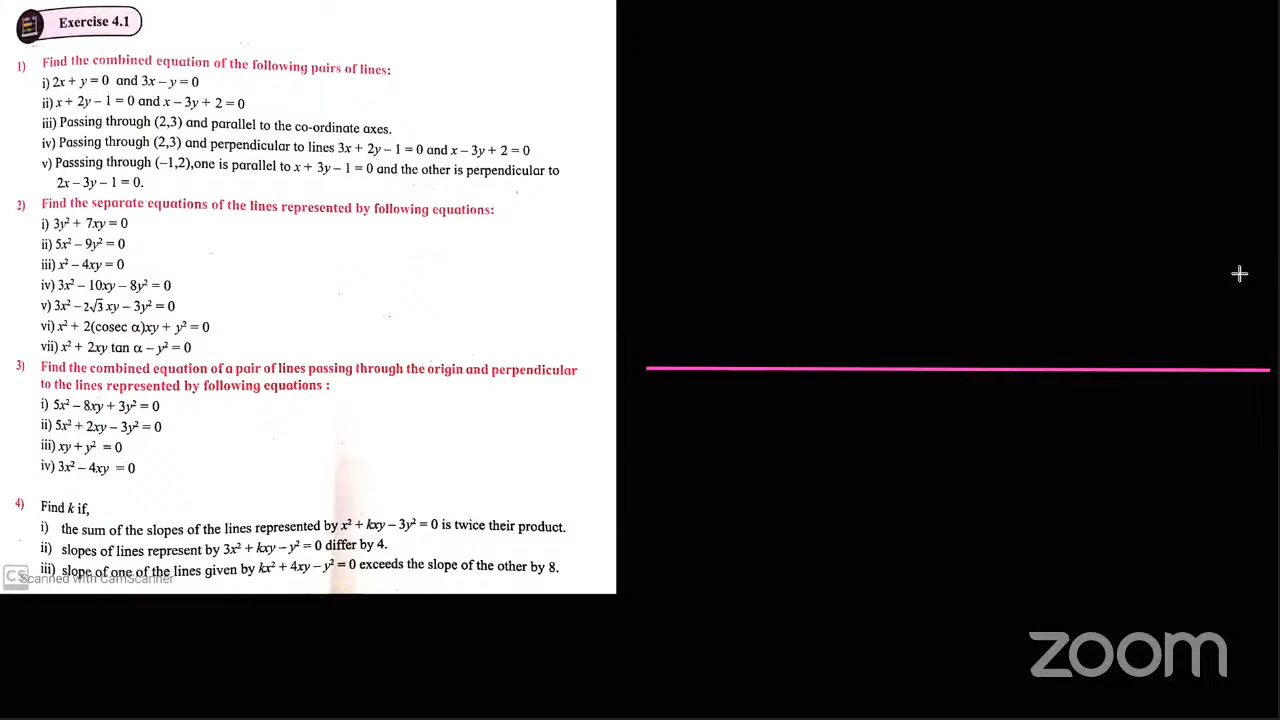 Exercise 4.1
1) Find the combined equation of the following pairs of lines:
i) 2x + y = 0 and 3x – y = 0
ii) x + 2y – 1 = 0 and x – 3y + 2 = 0
iii) Passing through (2,3) and parallel to the co-ordinate axes.
iv) Passing through (2,3) and perpendicular to lines 3x + 2y – 1 = 0 and x – 3y + 2 = 0
v) Passsing through (–1,2),one is parallel to x + 3y – 1 = 0 and the other is perpendicular to
2x – 3y – 1 = 0.
2) Find the separate equations of the lines represented by following equations:
i) 3y² + 7xy = 0
ii) 5x² – 9y² = 0
iii) x² – 4xy = 0
iv) 3x² – 10xy – 8y² = 0
v) 3x² – 2√3 xy – 3y² = 0
vi) x² + 2(cosec α)xy + y² = 0
vii) x² + 2xy tan α – y² = 0
3) Find the combined equation of a pair of lines passing through the origin and perpendicular
to the lines represented by following equations :
i) 5x² – 8xy + 3y² = 0
ii) 5x² + 2xy – 3y² = 0
iii) xy + y² = 0
iv) 3x² – 4xy = 0
4) Find k if,
i) the sum of the slopes of the lines represented by x² + kxy – 3y² = 0 is twice their product.
ii) slopes of lines represent by 3x² + kxy – y² = 0 differ by 4.
iii) slope of one of the lines given by kx² + 4xy – y² = 0 exceeds the slope of the other by 8.
CS Scanned with CamScanner
zoom